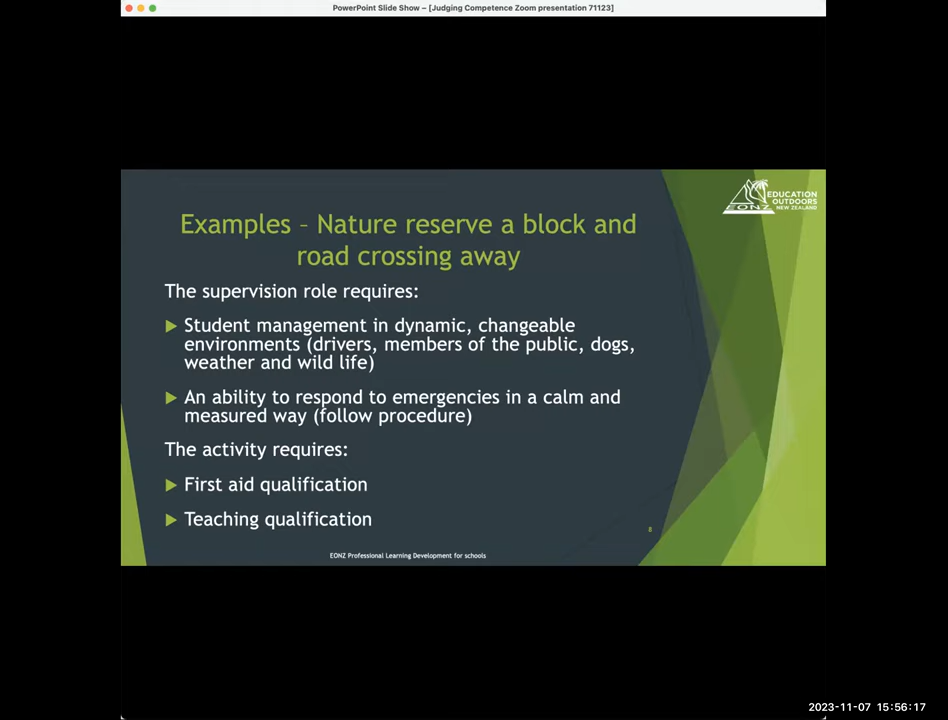 PowerPoint Slide Show – [Judging Competence Zoom presentation 71123]
EDUCATION
OUTDOORS
NEW ZEALAND
EONZ
Examples – Nature reserve a block and
road crossing away
The supervision role requires:
Student management in dynamic, changeable
environments (drivers, members of the public, dogs,
weather and wild life)
An ability to respond to emergencies in a calm and
measured way (follow procedure)
The activity requires:
First aid qualification
Teaching qualification
8
EONZ Professional Learning Development for schools
2023-11-07 15:56:17